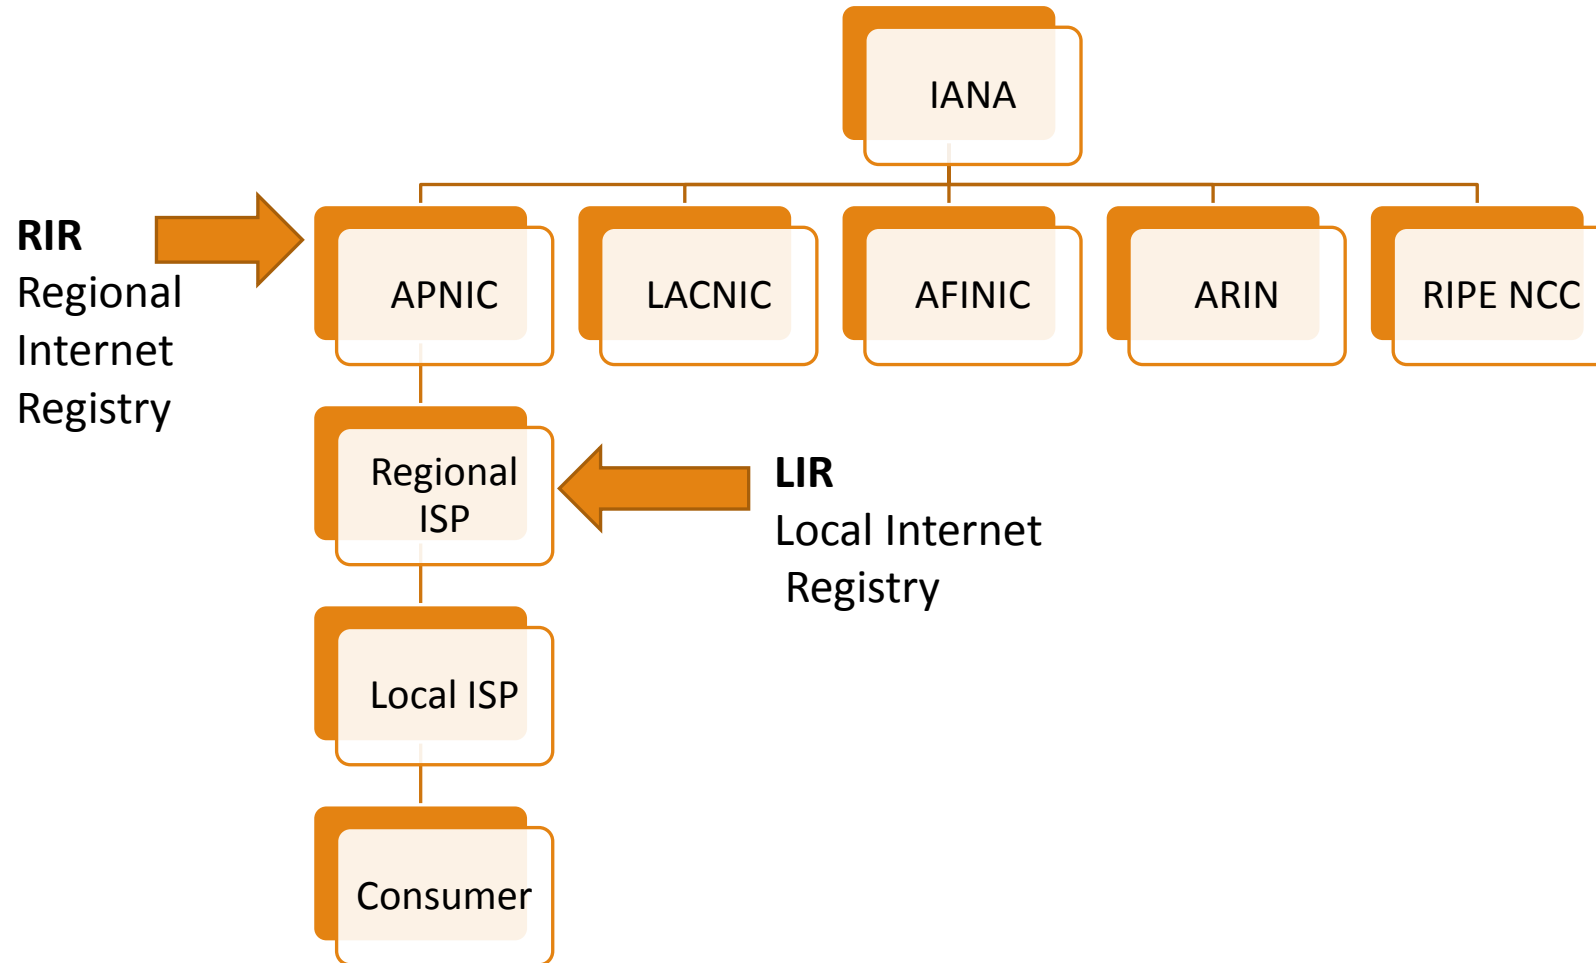 IANA
RIR
Regional
Internet
Registry
APNIC
LACNIC
AFINIC
ARIN
RIPE NCC
Regional
ISP
LIR
Local Internet
Registry
Local ISP
Consumer